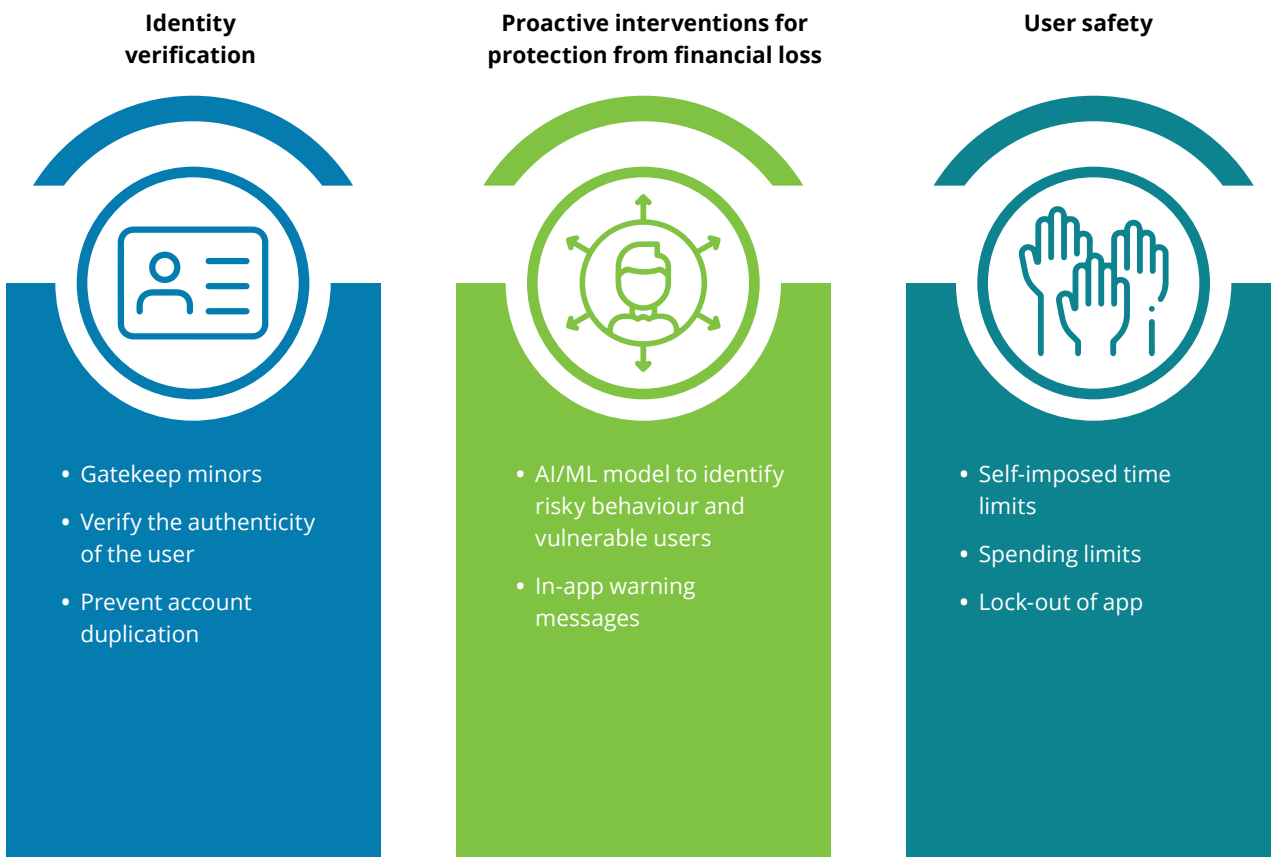 Identity
verification
• Gatekeep minors
• Verify the authenticity
of the user
• Prevent account
duplication
Proactive interventions for
protection from financial loss
• AI/ML model to identify
risky behaviour and
vulnerable users
• In-app warning
messages
User safety
• Self-imposed time
limits
• Spending limits
• Lock-out of app